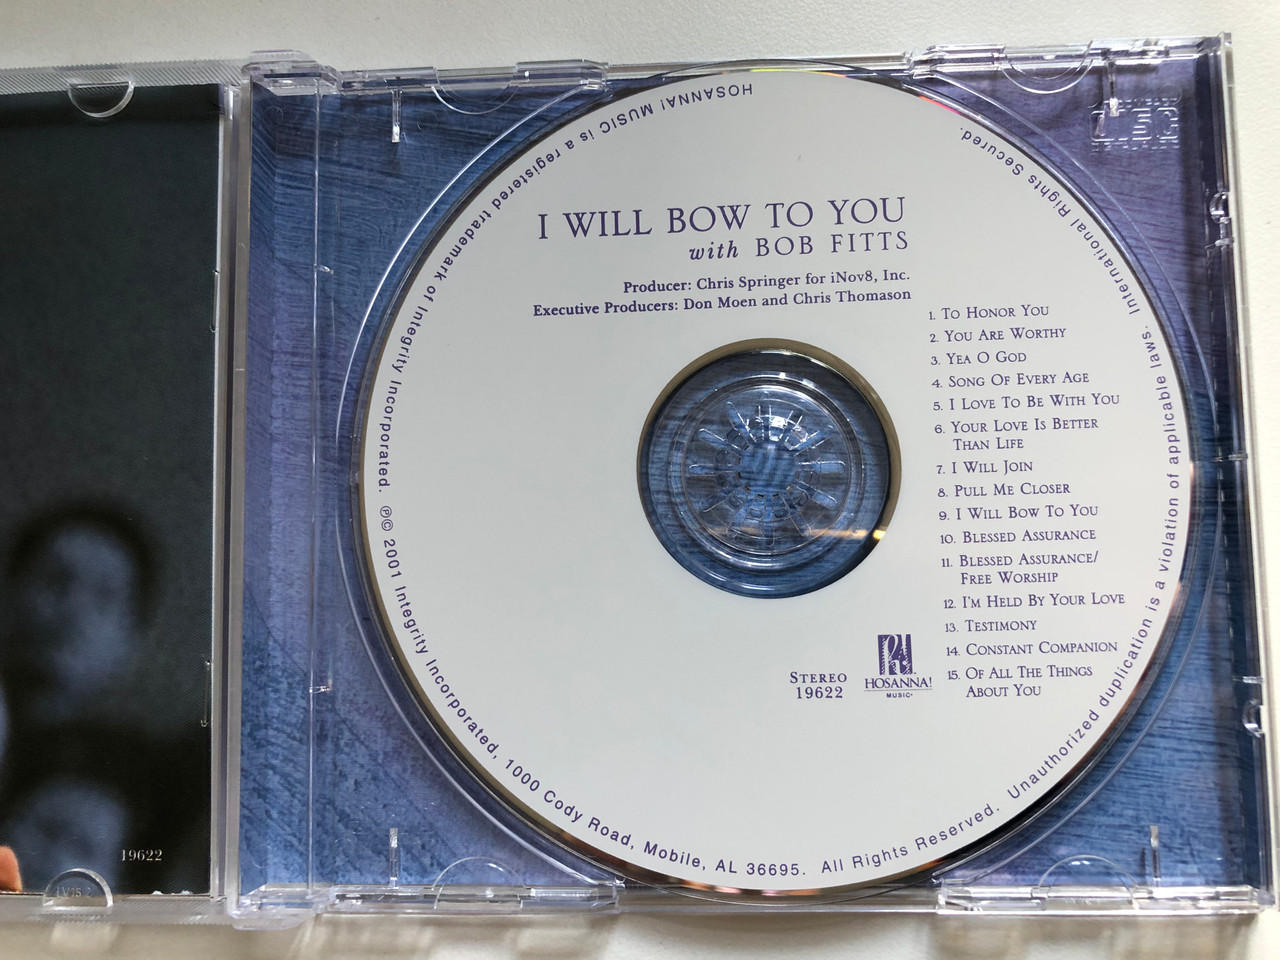 I WILL BOW TO YOU
with BOB FITTS
Producer: Chris Springer for iNov8, Inc.
Executive Producers: Don Moen and Chris Thomason
1. TO HONOR YOU
2. YOU ARE WORTHY
3. YEA O GOD
4. SONG OF EVERY AGE
5. I LOVE TO BE WITH YOU
6. YOUR LOVE IS BETTER
THAN LIFE
7. I WILL JOIN
8. PULL ME CLOSER
9. I WILL BOW TO YOU
10. BLESSED ASSURANCE
11. BLESSED ASSURANCE/
FREE WORSHIP
12. I'M HELD BY YOUR LOVE
13. TESTIMONY
14. CONSTANT COMPANION
15. OF ALL THE THINGS
ABOUT YOU
STEREO
19622
HOSANNA!
MUSIC
HOSANNA! MUSIC is a registered trademark of Integrity Incorporated. ℗© 2001 Integrity Incorporated, 1000 Cody Road, Mobile, AL 36695. All Rights Reserved. Unauthorized duplication is a violation of applicable laws. International Rights Secured.
19622